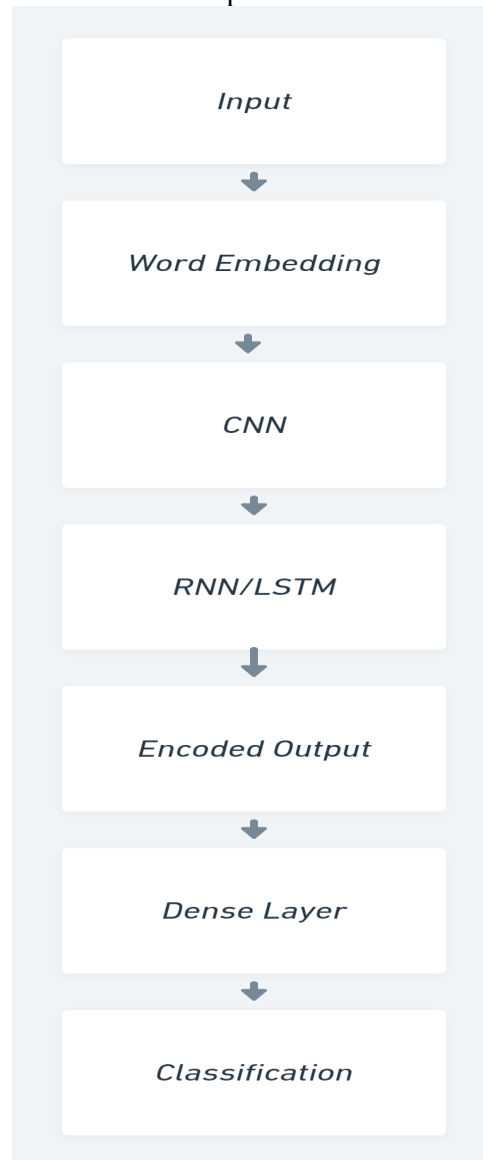 Input
Word Embedding
CNN
RNN/LSTM
Encoded Output
Dense Layer
Classification